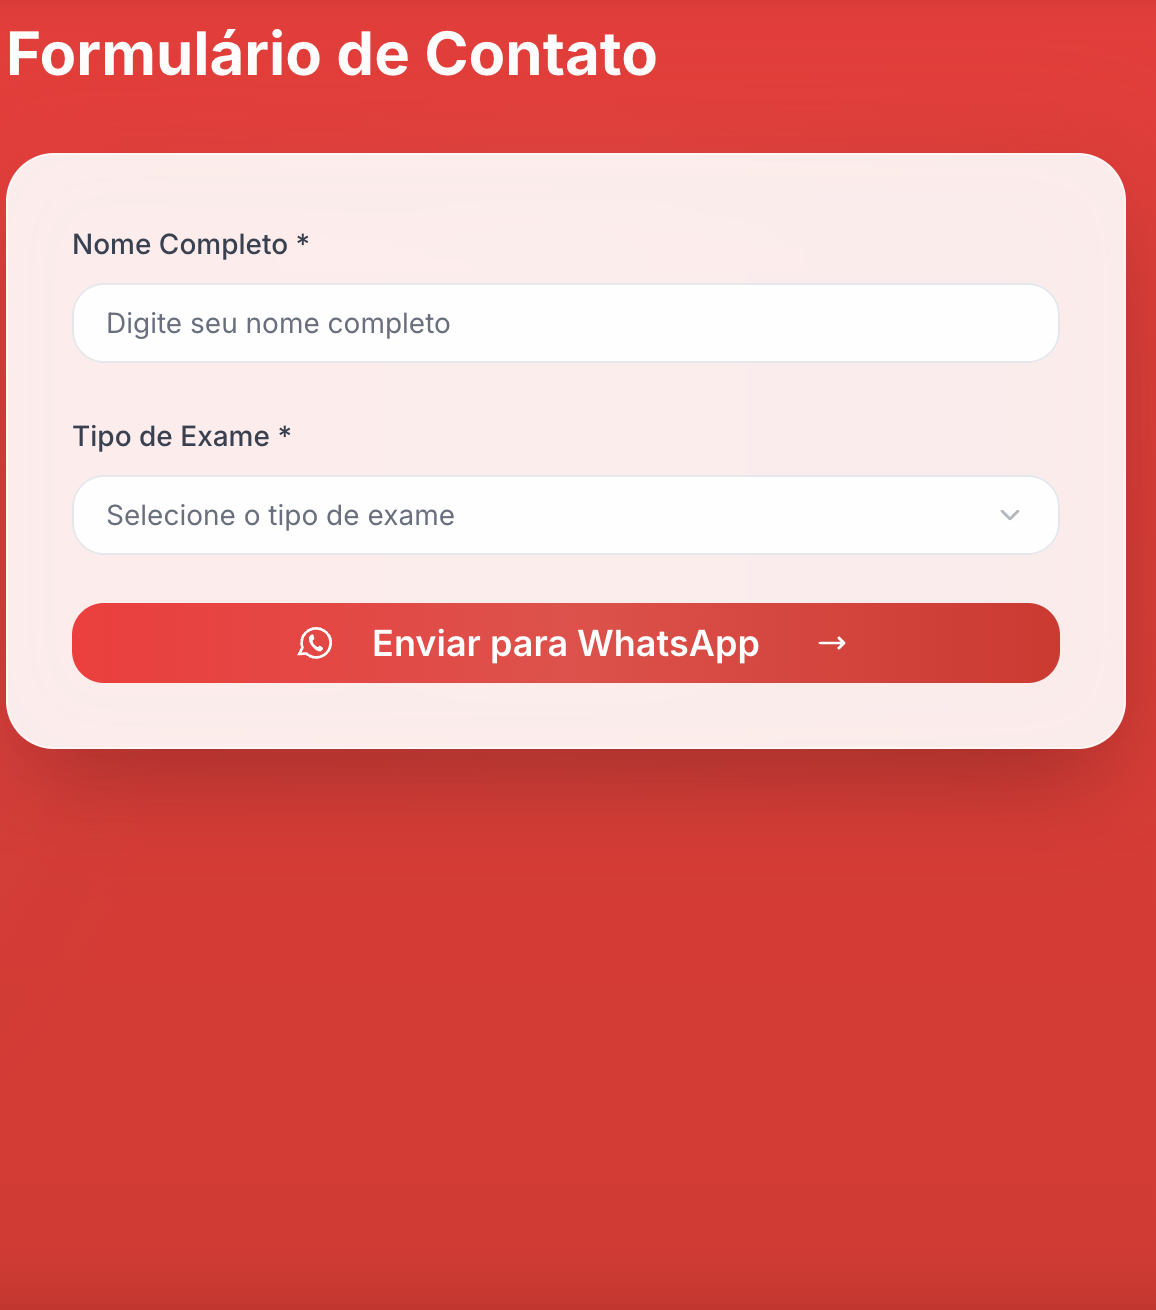 Formulário de Contato
Nome Completo *
Digite seu nome completo
Tipo de Exame *
Selecione o tipo de exame
Enviar para WhatsApp →